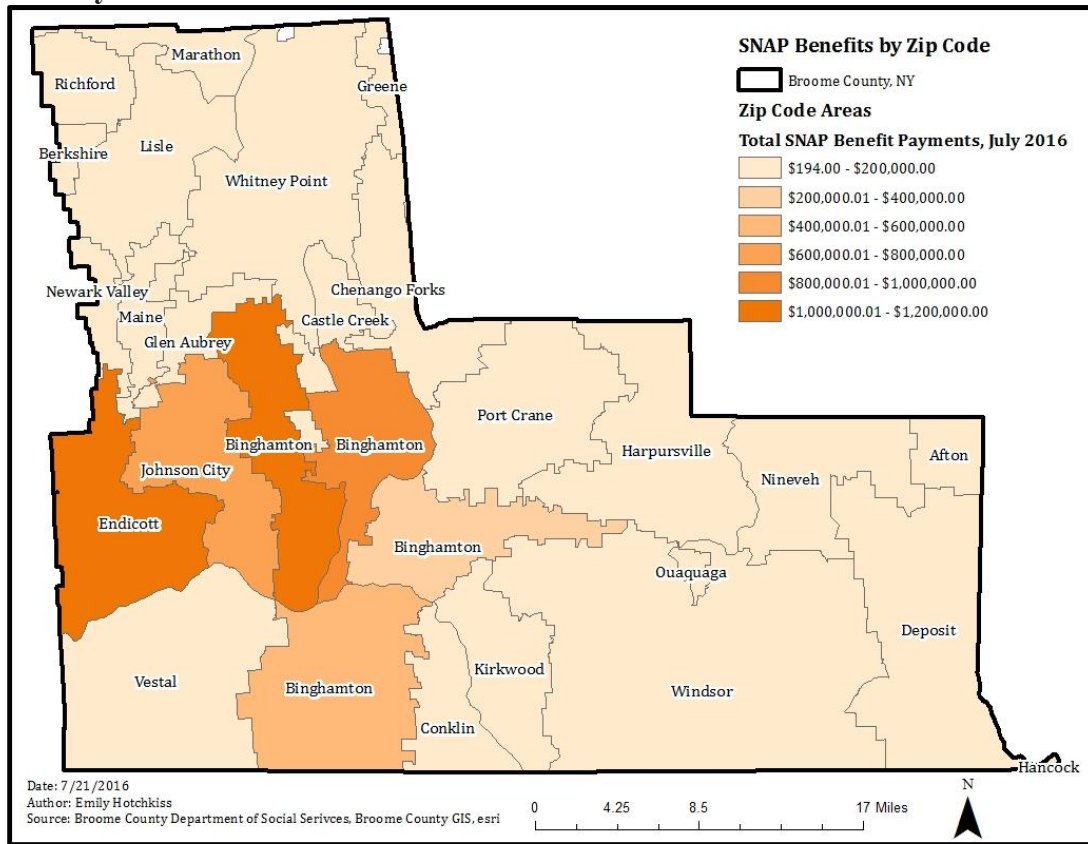 SNAP Benefits by Zip Code
Broome County, NY
Zip Code Areas
Total SNAP Benefit Payments, July 2016
$194.00 - $200,000.00
$200,000.01 - $400,000.00
$400,000.01 - $600,000.00
$600,000.01 - $800,000.00
$800,000.01 - $1,000,000.00
$1,000,000.01 - $1,200,000.00
Marathon
Richford
Greene
Berkshire
Lisle
Whitney Point
Newark Valley
Chenango Forks
Maine
Castle Creek
Glen Aubrey
Port Crane
Binghamton
Binghamton
Harpursville
Afton
Johnson City
Nineveh
Endicott
Binghamton
Ouaquaga
Deposit
Vestal
Binghamton
Kirkwood
Windsor
Conklin
Hancock
Date: 7/21/2016
Author: Emily Hotchkiss
Source: Broome County Department of Social Serivces, Broome County GIS, esri
0 4.25 8.5 17 Miles
N